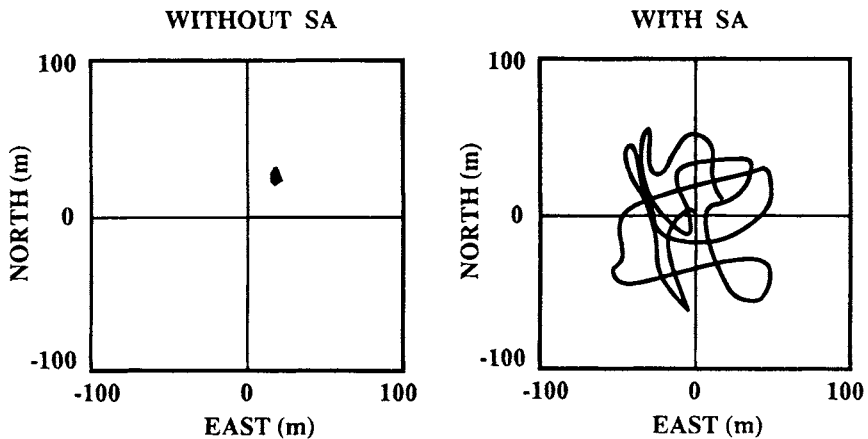 WITHOUT SA
100
0
-100
NORTH (m)
-100 0 100
EAST (m)
WITH SA
100
0
-100
NORTH (m)
-100 0 100
EAST (m)